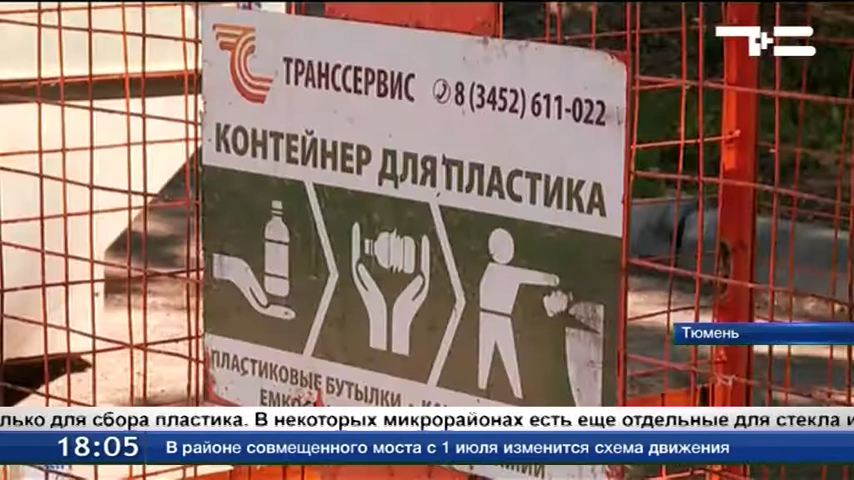 Т+В
ТРАНССЕРВИС 8 (3452) 611-022
КОНТЕЙНЕР ДЛЯ ПЛАСТИКА
Тюмень
ПЛАСТИКОВЫЕ БУТЫЛКИ
лько для сбора пластика. В некоторых микрорайонах есть еще отдельные для стекла и
18:05 В районе совмещенного моста с 1 июля изменится схема движения